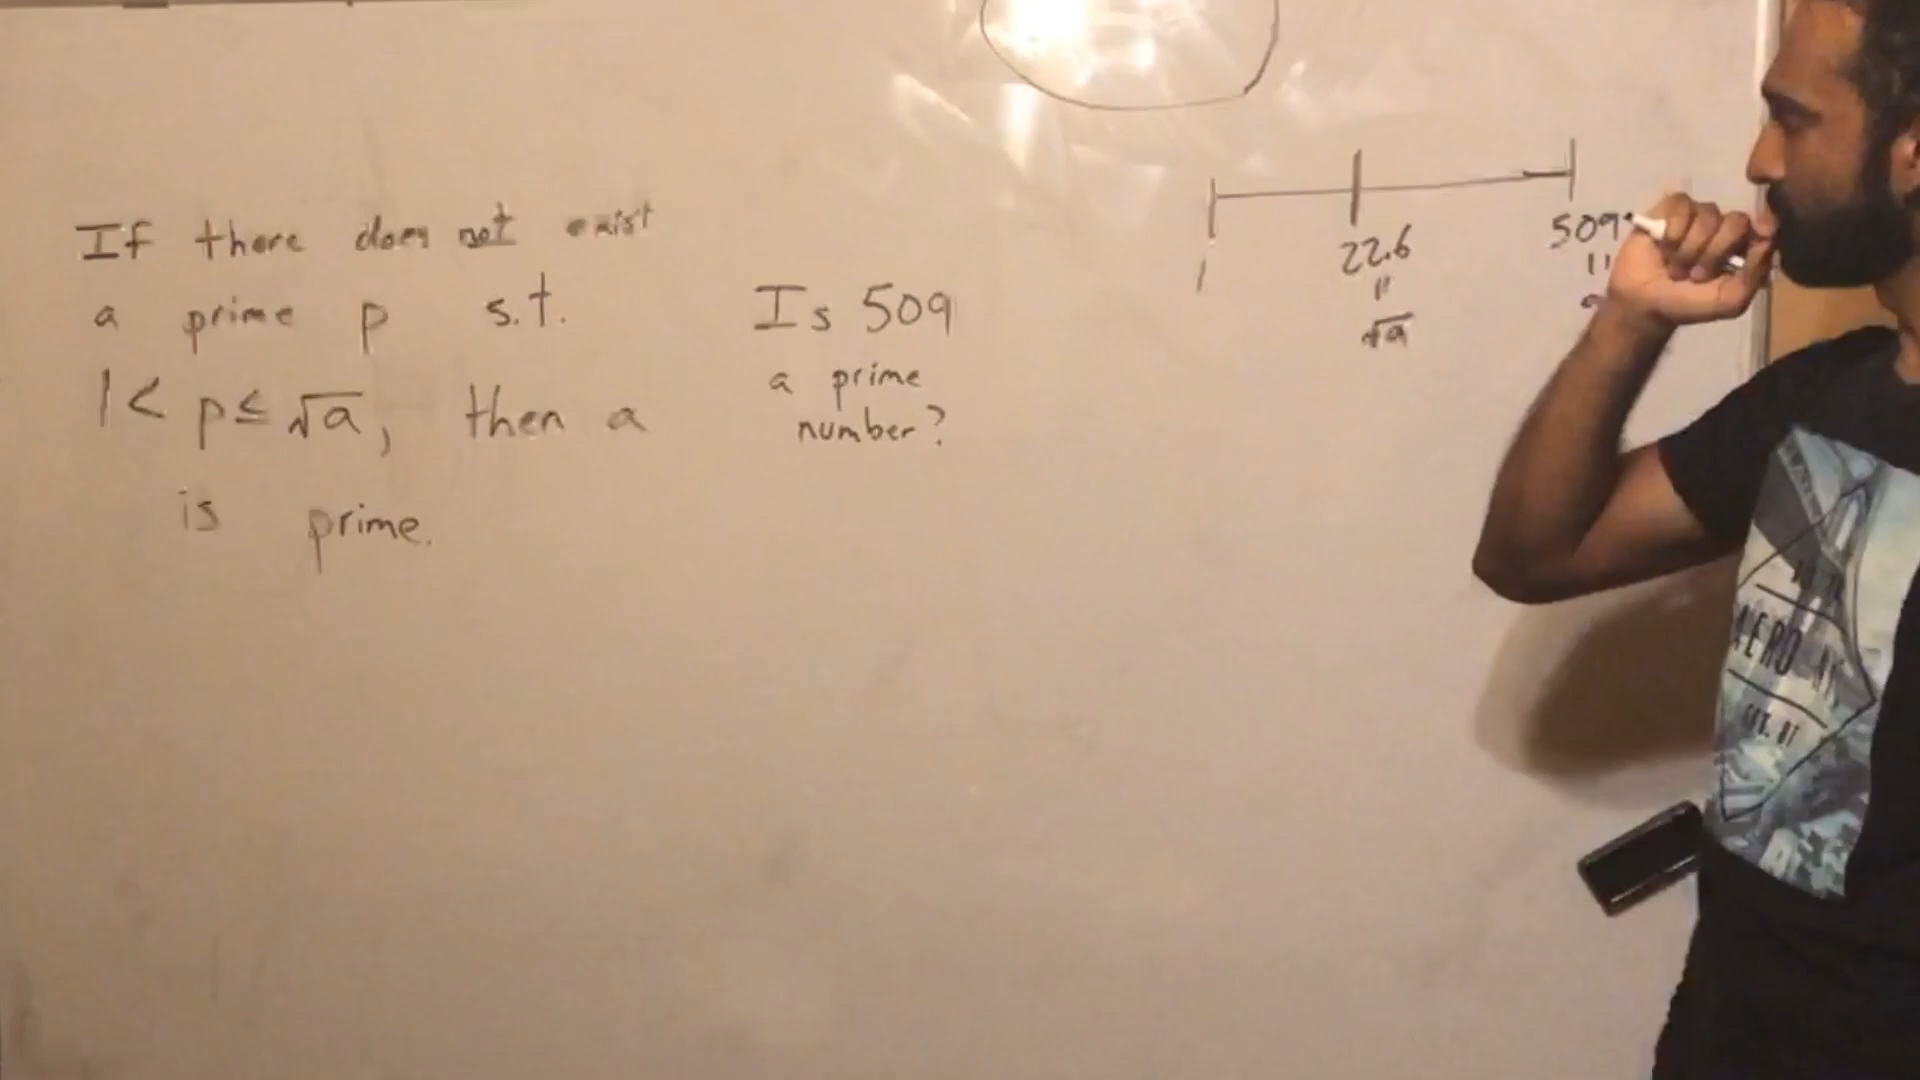 If there does not exist
a prime p s.t.
1 < p ≤ √a, then a
is prime.
Is 509
a prime
number?
1
22.6
"
√a
509
"